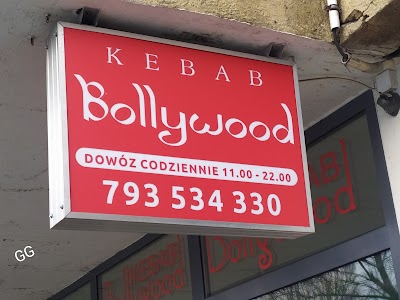 KEBAB
Bollywood
DOWÓZ CODZIENNIE 11.00 - 22.00
793 534 330
GG